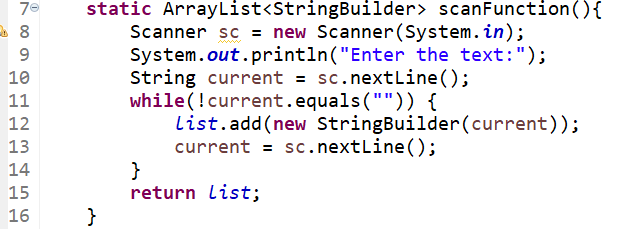 7 static ArrayList<StringBuilder> scanFunction(){
8 Scanner sc = new Scanner(System.in);
9 System.out.println("Enter the text:");
10 String current = sc.nextLine();
11 while(!current.equals("")) {
12 list.add(new StringBuilder(current));
13 current = sc.nextLine();
14 }
15 return list;
16 }